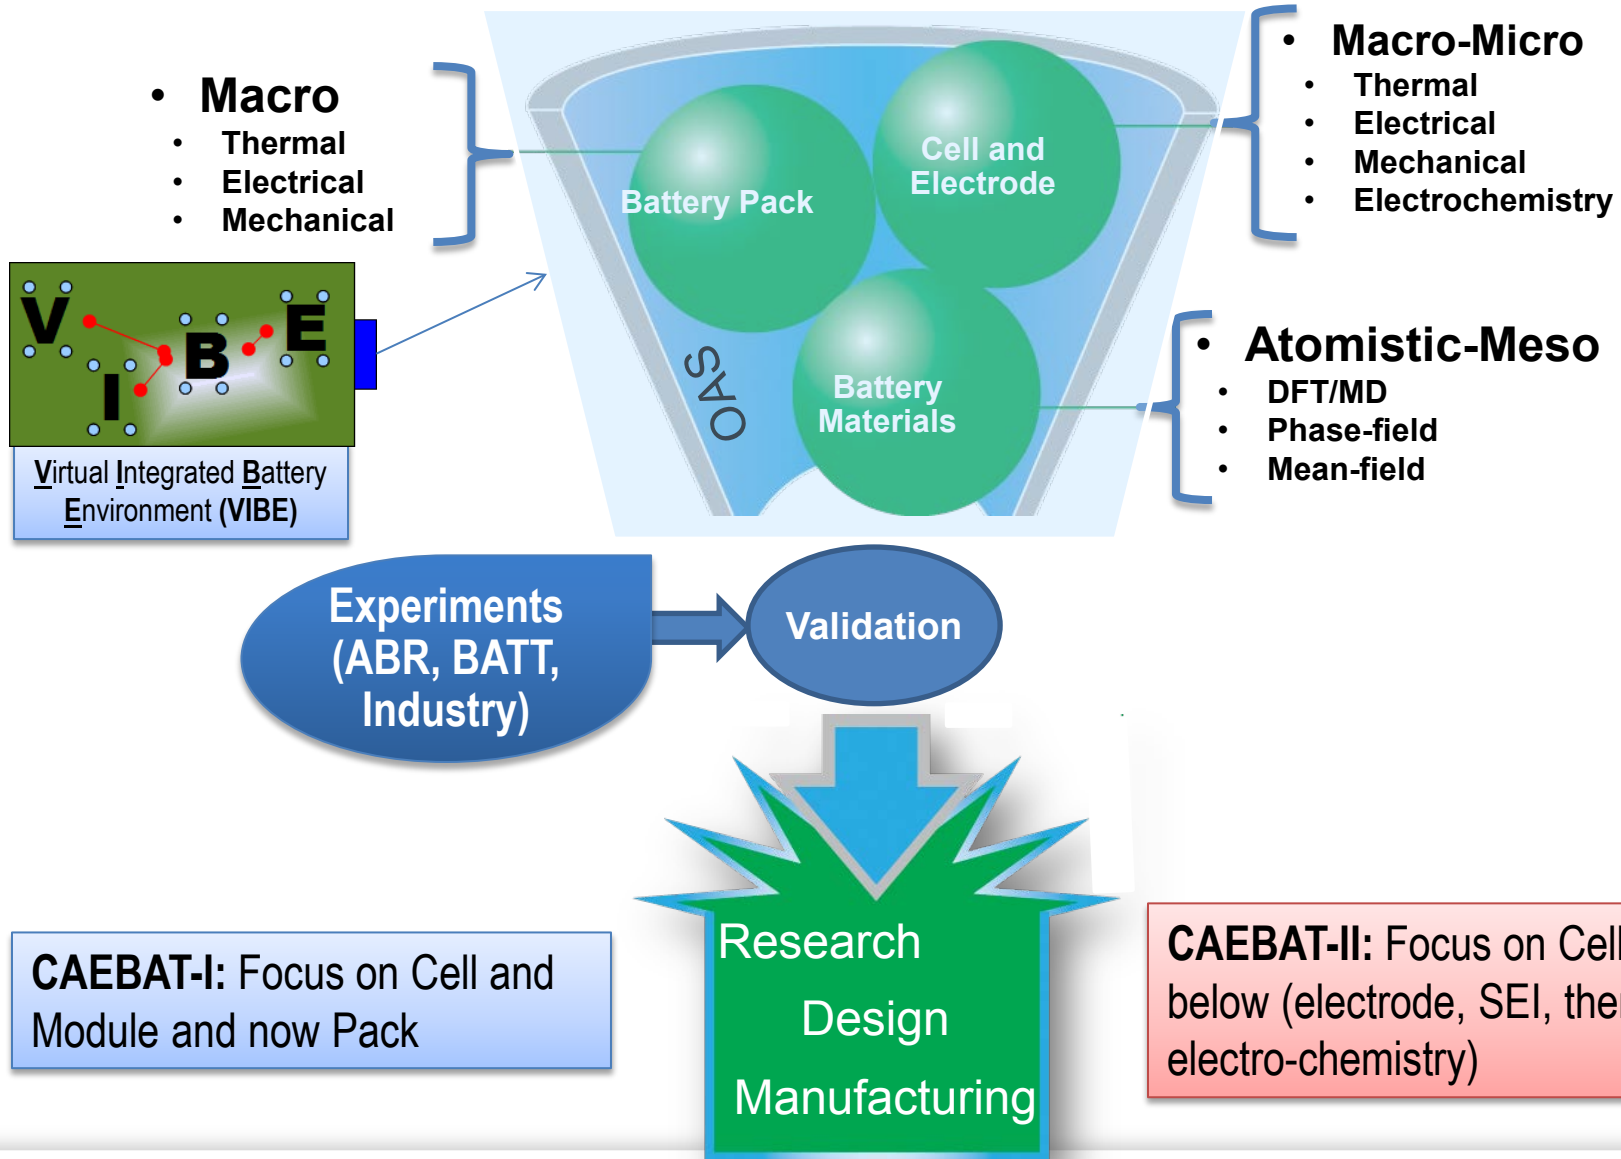 • Macro
• Thermal
• Electrical
• Mechanical
• Macro-Micro
• Thermal
• Electrical
• Mechanical
• Electrochemistry
Battery Pack
Cell and
Electrode
Battery
Materials
OAS
• Atomistic-Meso
• DFT/MD
• Phase-field
• Mean-field
V I B E
Virtual Integrated Battery
Environment (VIBE)
Experiments
(ABR, BATT,
Industry)
Validation
Research
Design
Manufacturing
CAEBAT-I: Focus on Cell and
Module and now Pack
CAEBAT-II: Focus on Cell
below (electrode, SEI,
electro-chemistry)